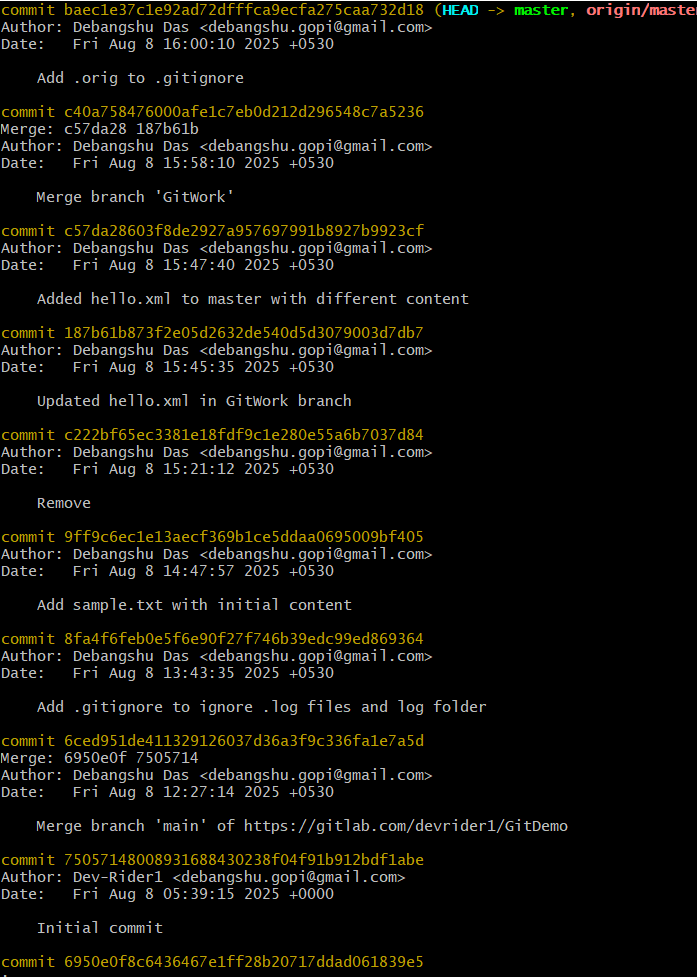 commit baec1e37c1e92ad72dfffca9ecfa275caa732d18 (HEAD -> master, origin/master
Author: Debangshu Das <debangshu.gopi@gmail.com>
Date:   Fri Aug 8 16:00:10 2025 +0530
Add .orig to .gitignore
commit c40a758476000afe1c7eb0d212d296548c7a5236
Merge: c57da28 187b61b
Author: Debangshu Das <debangshu.gopi@gmail.com>
Date:   Fri Aug 8 15:58:10 2025 +0530
Merge branch 'GitWork'
commit c57da28603f8de2927a957697991b8927b9923cf
Author: Debangshu Das <debangshu.gopi@gmail.com>
Date:   Fri Aug 8 15:47:40 2025 +0530
Added hello.xml to master with different content
commit 187b61b873f2e05d2632de540d5d3079003d7db7
Author: Debangshu Das <debangshu.gopi@gmail.com>
Date:   Fri Aug 8 15:45:35 2025 +0530
Updated hello.xml in GitWork branch
commit c222bf65ec3381e18fdf9c1e280e55a6b7037d84
Author: Debangshu Das <debangshu.gopi@gmail.com>
Date:   Fri Aug 8 15:21:12 2025 +0530
Remove
commit 9ff9c6ec1e13aecf369b1ce5ddaa0695009bf405
Author: Debangshu Das <debangshu.gopi@gmail.com>
Date:   Fri Aug 8 14:47:57 2025 +0530
Add sample.txt with initial content
commit 8fa4f6feb0e5f6e90f27f746b39edc99ed869364
Author: Debangshu Das <debangshu.gopi@gmail.com>
Date:   Fri Aug 8 13:43:35 2025 +0530
Add .gitignore to ignore .log files and log folder
commit 6ced951de411329126037d36a3f9c336fa1e7a5d
Merge: 6950e0f 7505714
Author: Debangshu Das <debangshu.gopi@gmail.com>
Date:   Fri Aug 8 12:27:14 2025 +0530
Merge branch 'main' of https://gitlab.com/devrider1/GitDemo
commit 75057148008931688430238f04f91b912bdf1abe
Author: Dev-Rider1 <debangshu.gopi@gmail.com>
Date:   Fri Aug 8 05:39:15 2025 +0000
Initial commit
commit 6950e0f8c6436467e1ff28b20717ddad061839e5